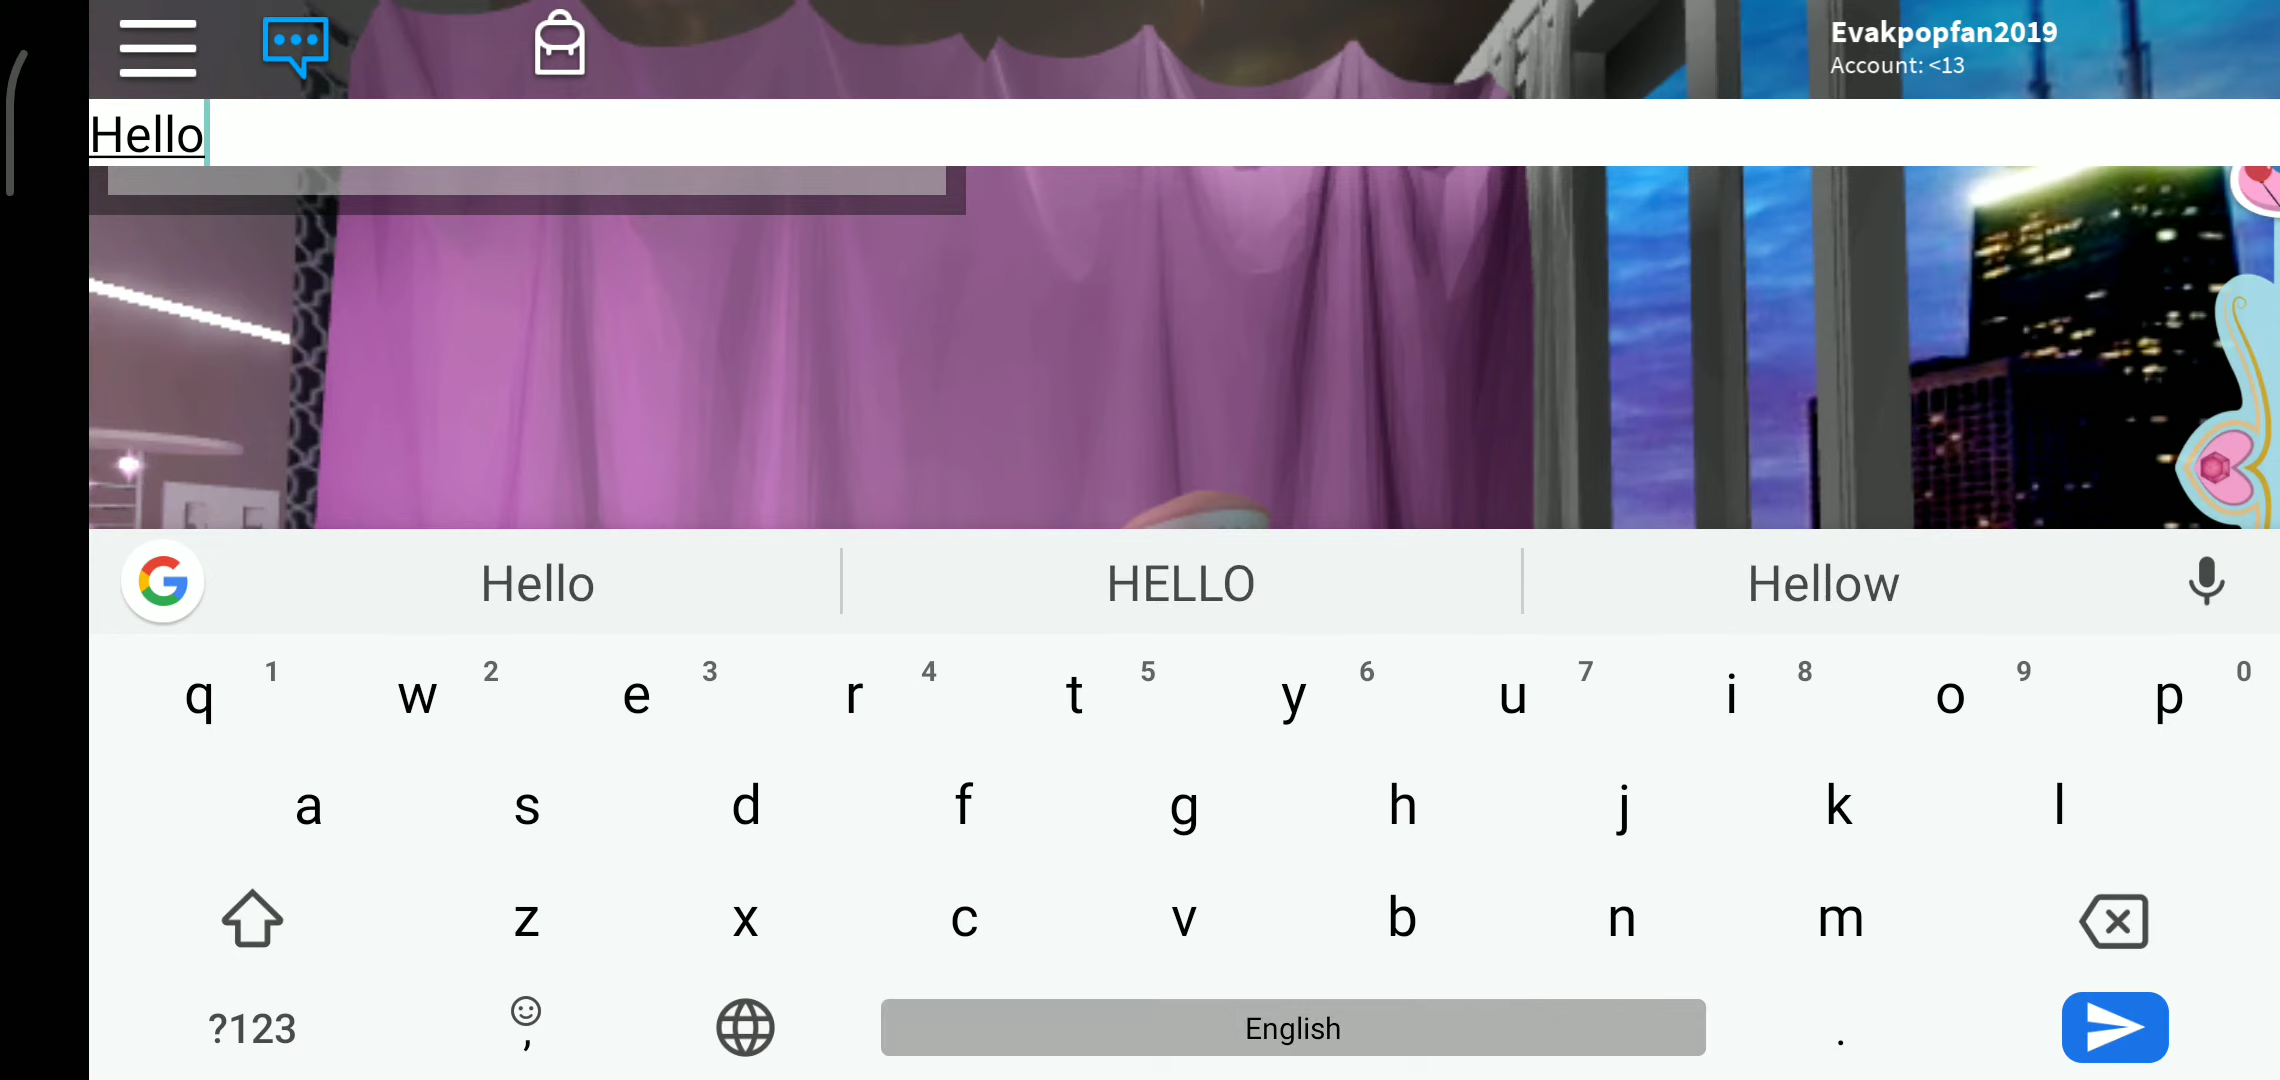 Evakpopfan2019
Account: <13
Hello
Hello HELLO Hellow
q 1 w 2 e 3 r 4 t 5 y 6 u 7 i 8 o 9 p 0
a s d f g h j k l
z x c v b n m
?123 , English .